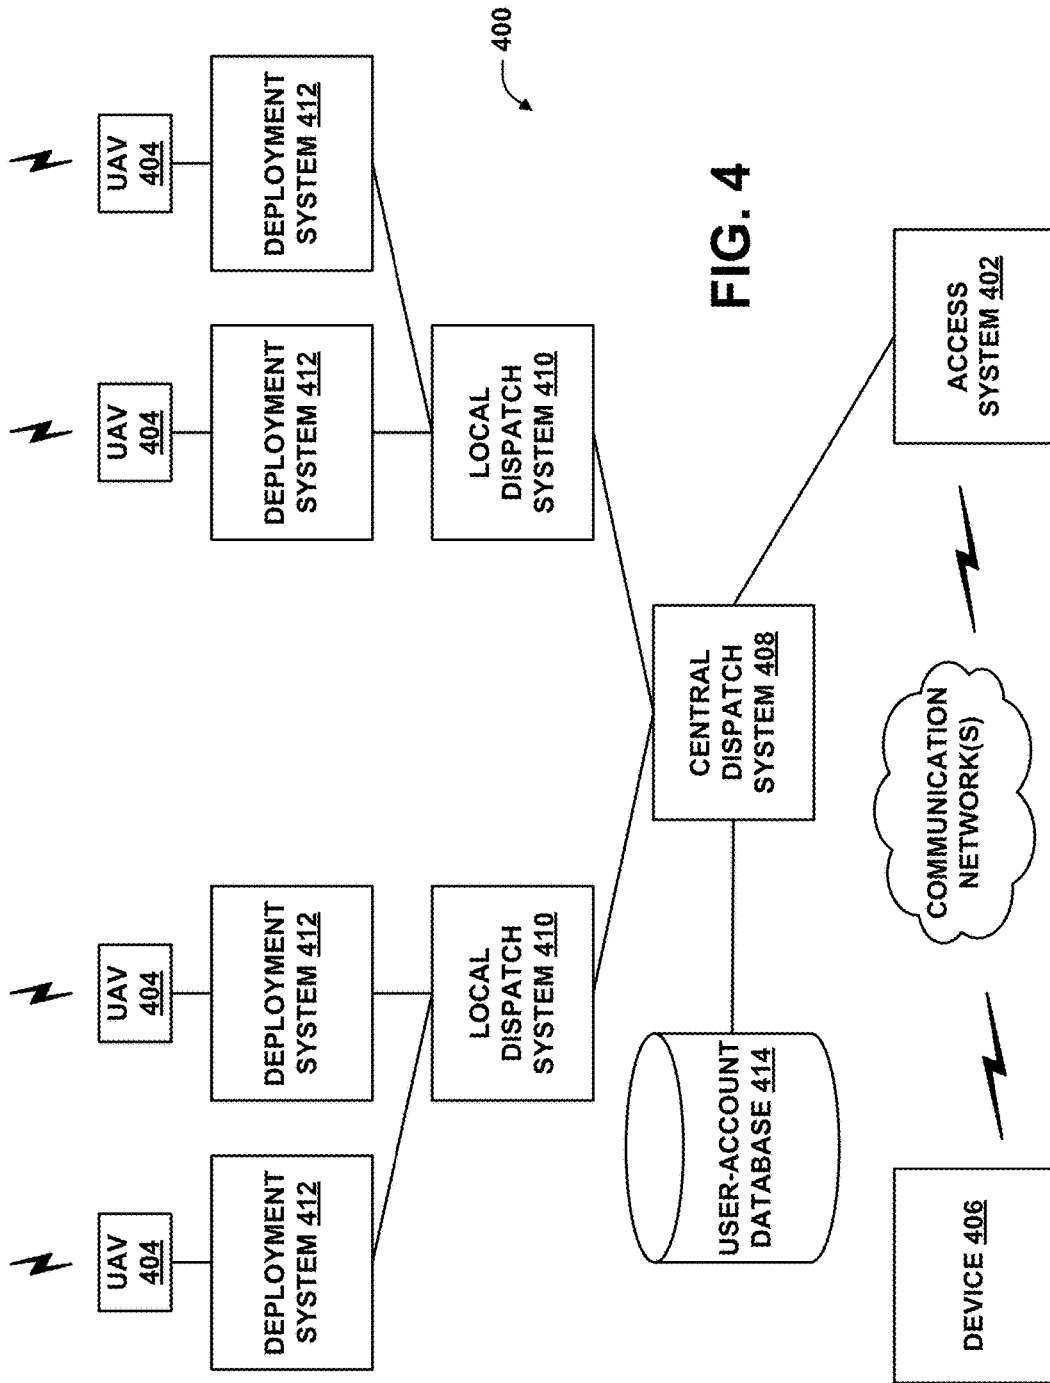 UAV
404
UAV
404
UAV
404
UAV
404
DEPLOYMENT
SYSTEM 412
DEPLOYMENT
SYSTEM 412
DEPLOYMENT
SYSTEM 412
DEPLOYMENT
SYSTEM 412
LOCAL
DISPATCH
SYSTEM 410
LOCAL
DISPATCH
SYSTEM 410
400
USER-ACCOUNT
DATABASE 414
CENTRAL
DISPATCH
SYSTEM 408
FIG. 4
DEVICE 406
COMMUNICATION
NETWORK(S)
ACCESS
SYSTEM 402